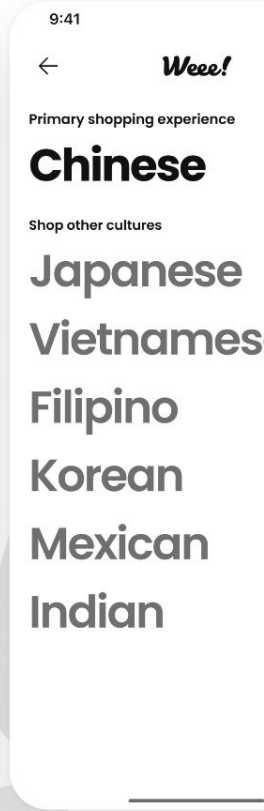 9:41
Weee!
Primary shopping experience
Chinese
Shop other cultures
Japanese
Vietnames
Filipino
Korean
Mexican
Indian